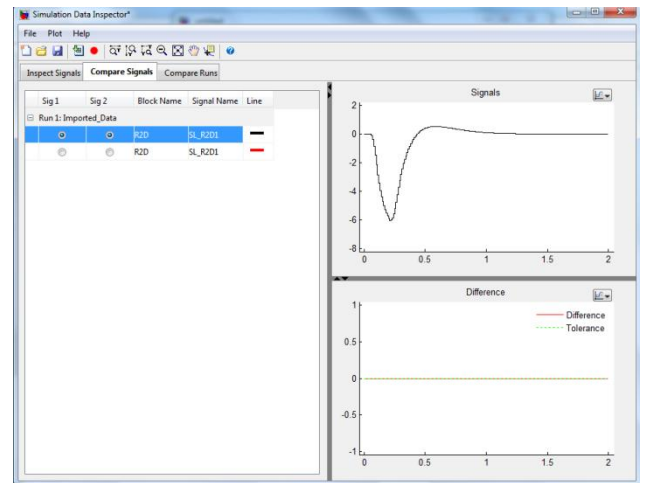 Simulation Data Inspector*
File Plot Help
Inspect Signals Compare Signals Compare Runs
Sig 1 Sig 2 Block Name Signal Name Line
Run 1: Imported_Data
R2D SL_R2D1
R2D SL_R2D1
Signals
2
0
-2
-4
-6
-8
0 0.5 1 1.5 2
Difference
1
Difference
Tolerance
0.5
0
-0.5
-1
0 0.5 1 1.5 2